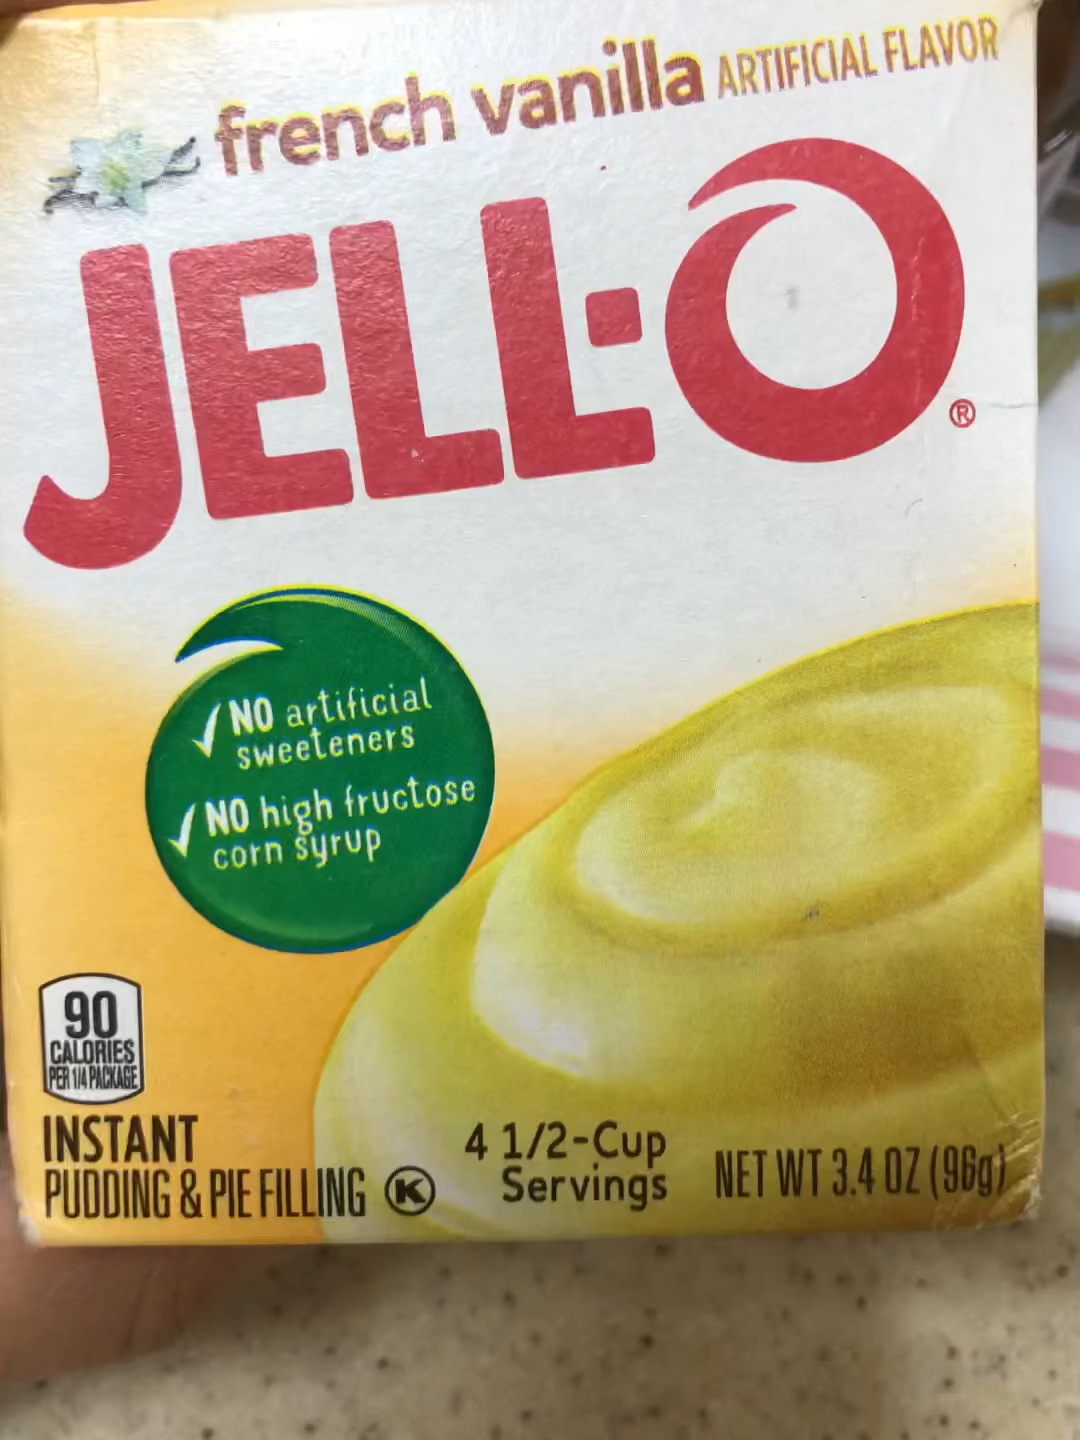 french vanilla ARTIFICIAL FLAVOR
JELL-O®
NO artificial
sweeteners
NO high fructose
corn syrup
90
CALORIES
PER 1/4 PACKAGE
INSTANT
PUDDING & PIE FILLING K
4 1/2-Cup
Servings
NET WT 3.4 OZ (96g)